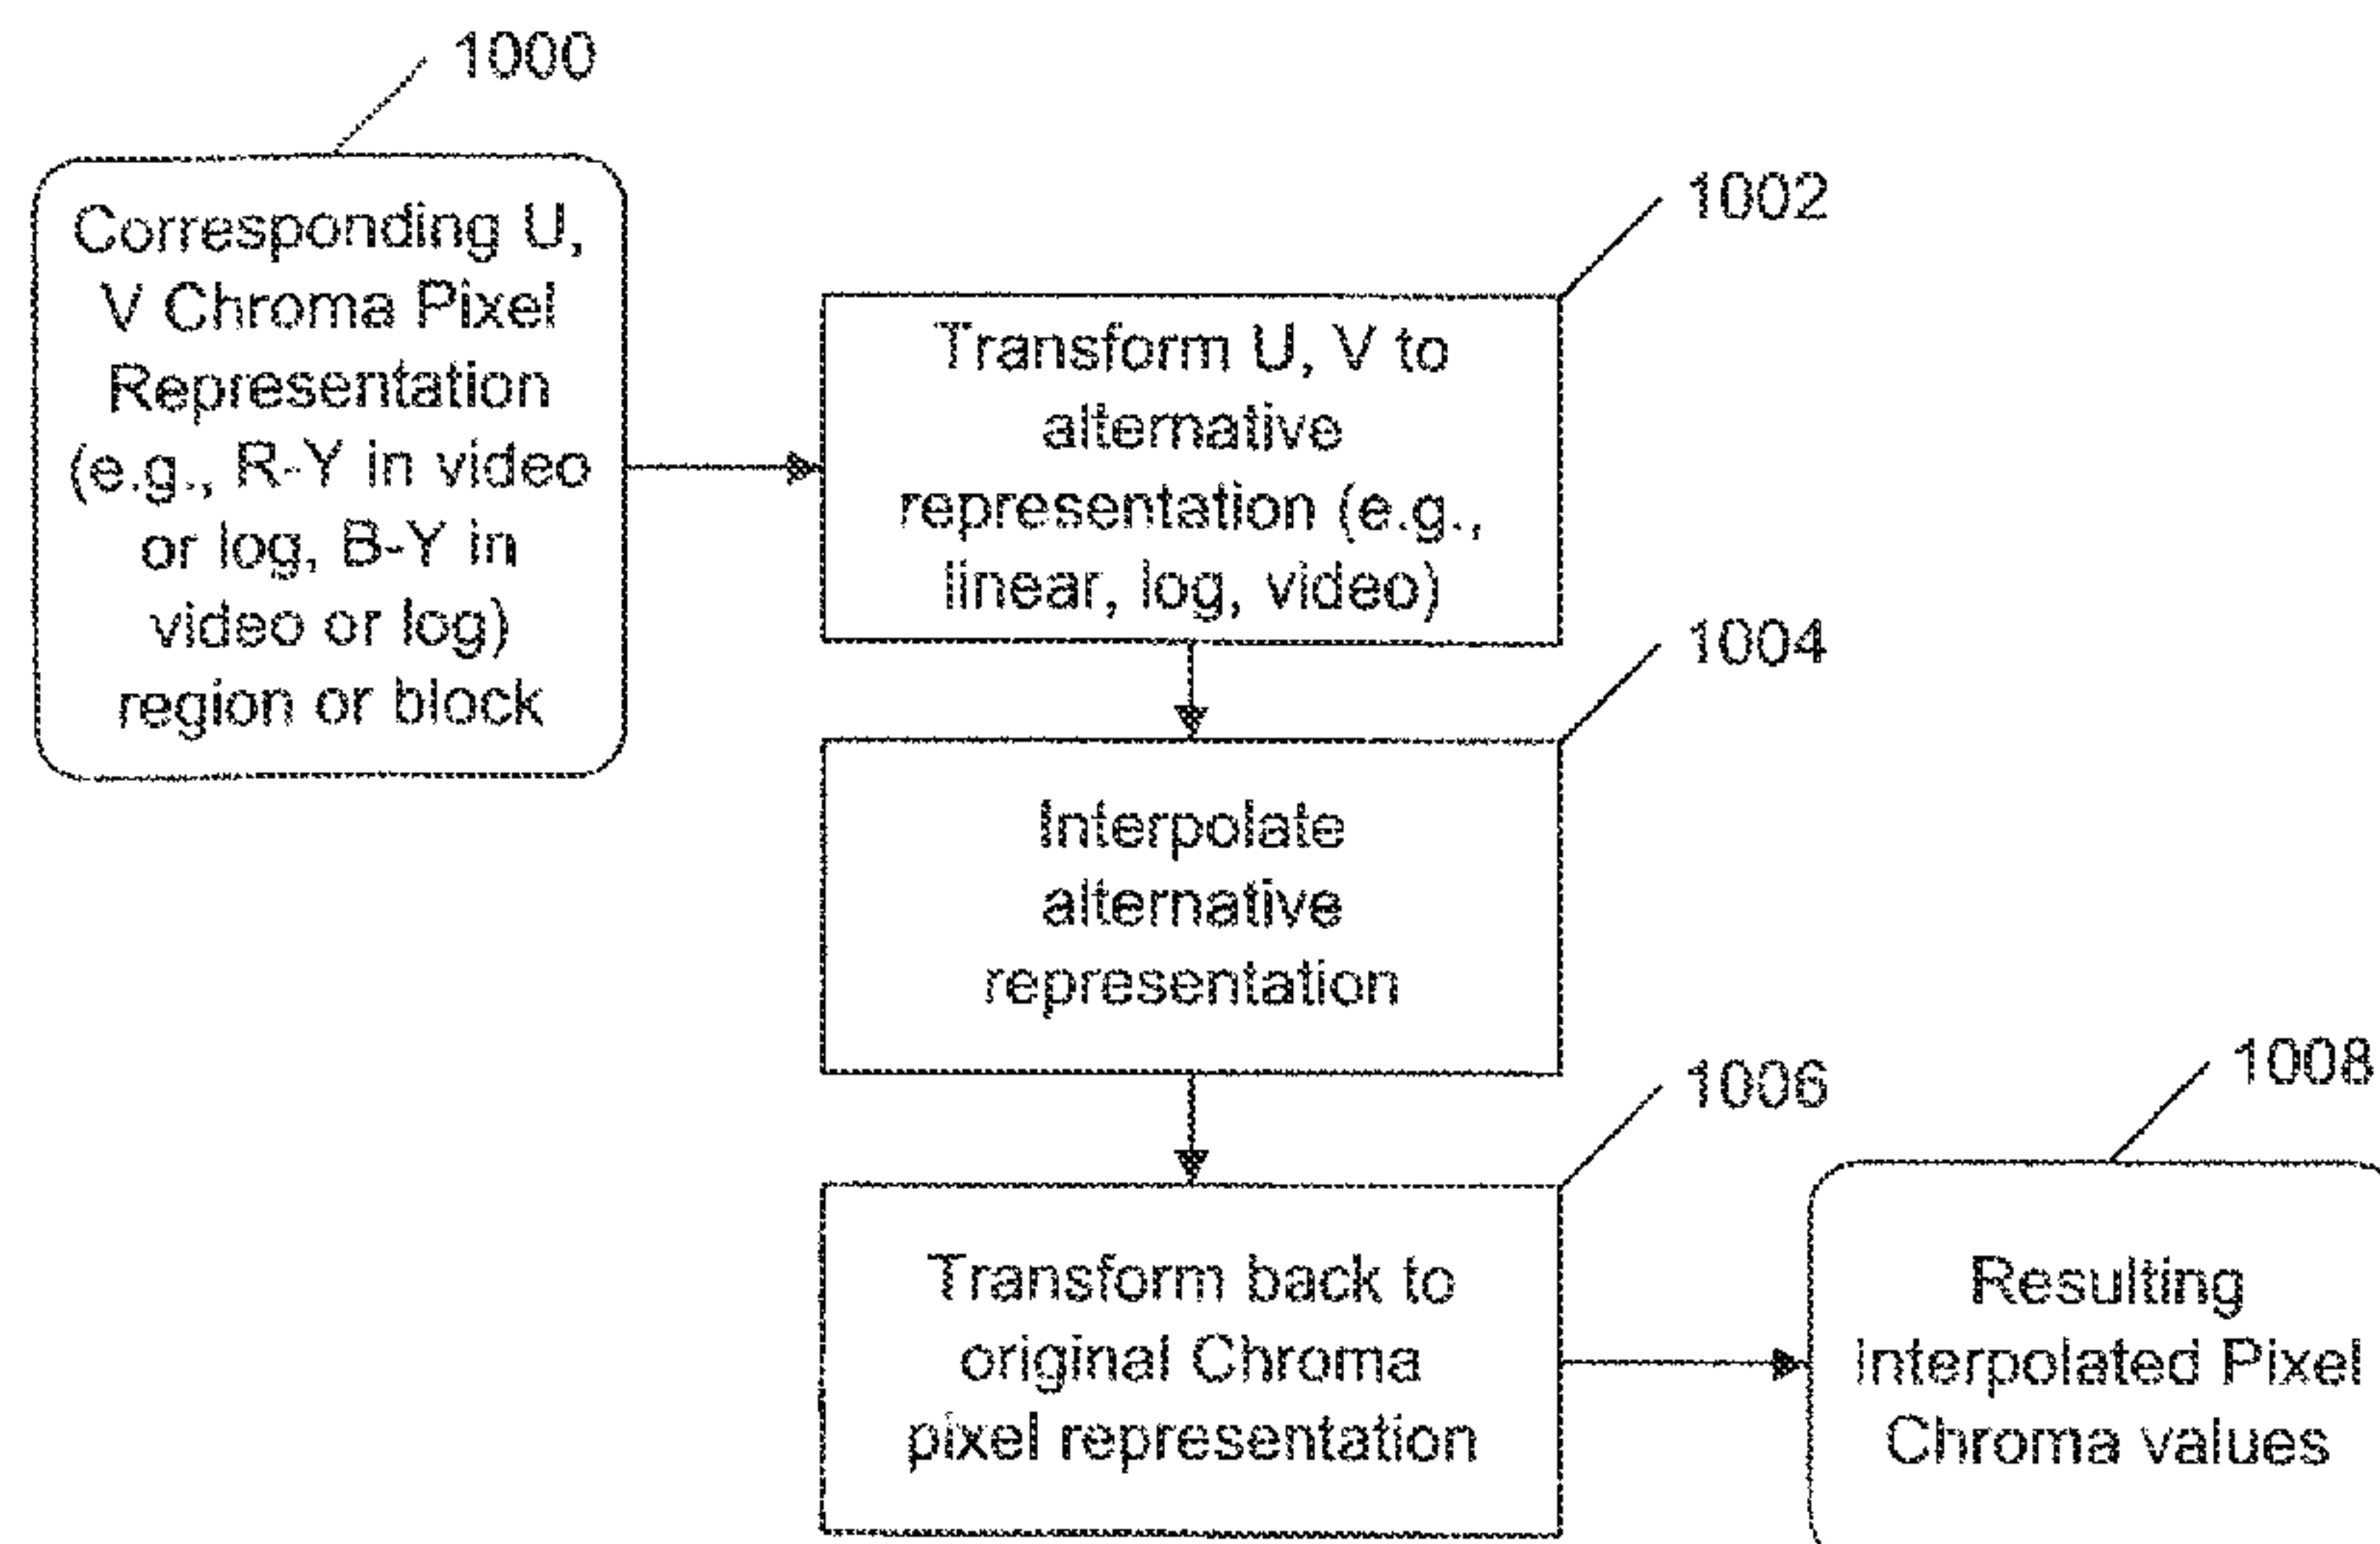 1000
Corresponding U,
V Chroma Pixel
Representation
(e.g., R-Y in video
or log, B-Y in
video or log)
region or block
1002
Transform U, V to
alternative
representation (e.g.,
linear, log, video)
1004
Interpolate
alternative
representation
1006
Transform back to
original Chroma
pixel representation
1008
Resulting
Interpolated Pixel
Chroma values